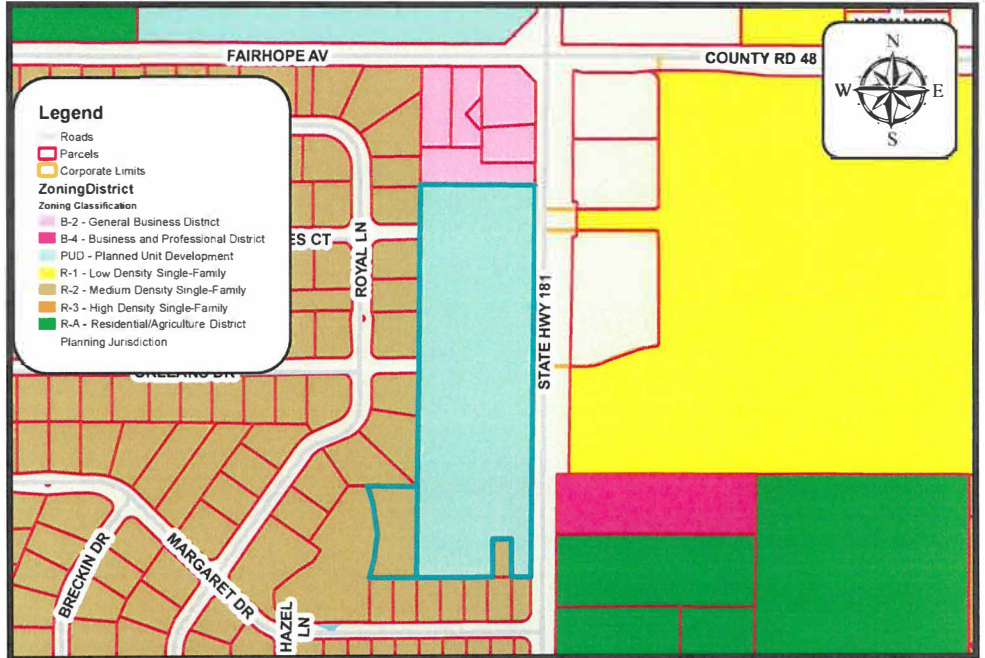 FAIRHOPE AV
COUNTY RD 48
N
W
E
S
Legend
Roads
Parcels
Corporate Limits
ZoningDistrict
Zoning Classification
B-2 - General Business District
B-4 - Business and Professional District
PUD - Planned Unit Development
R-1 - Low Density Single-Family
R-2 - Medium Density Single-Family
R-3 - High Density Single-Family
R-A - Residential/Agriculture District
Planning Jurisdiction
ES CT
ROYAL LN
STATE HWY 181
BRECKIN DR
MARGARET DR
HAZEL
LN